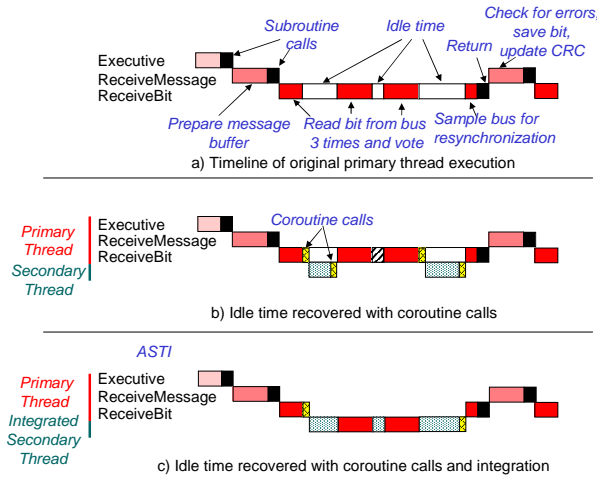 Check for errors,
save bit,
update CRC
Subroutine
calls
Idle time
Return
Executive
ReceiveMessage
ReceiveBit
Prepare message
buffer
Read bit from bus
3 times and vote
Sample bus for
resynchronization
a) Timeline of original primary thread execution
Primary
Thread
Secondary
Thread
Executive
ReceiveMessage
ReceiveBit
Coroutine calls
b) Idle time recovered with coroutine calls
ASTI
Primary
Thread
Integrated
Secondary
Thread
Executive
ReceiveMessage
ReceiveBit
c) Idle time recovered with coroutine calls and integration